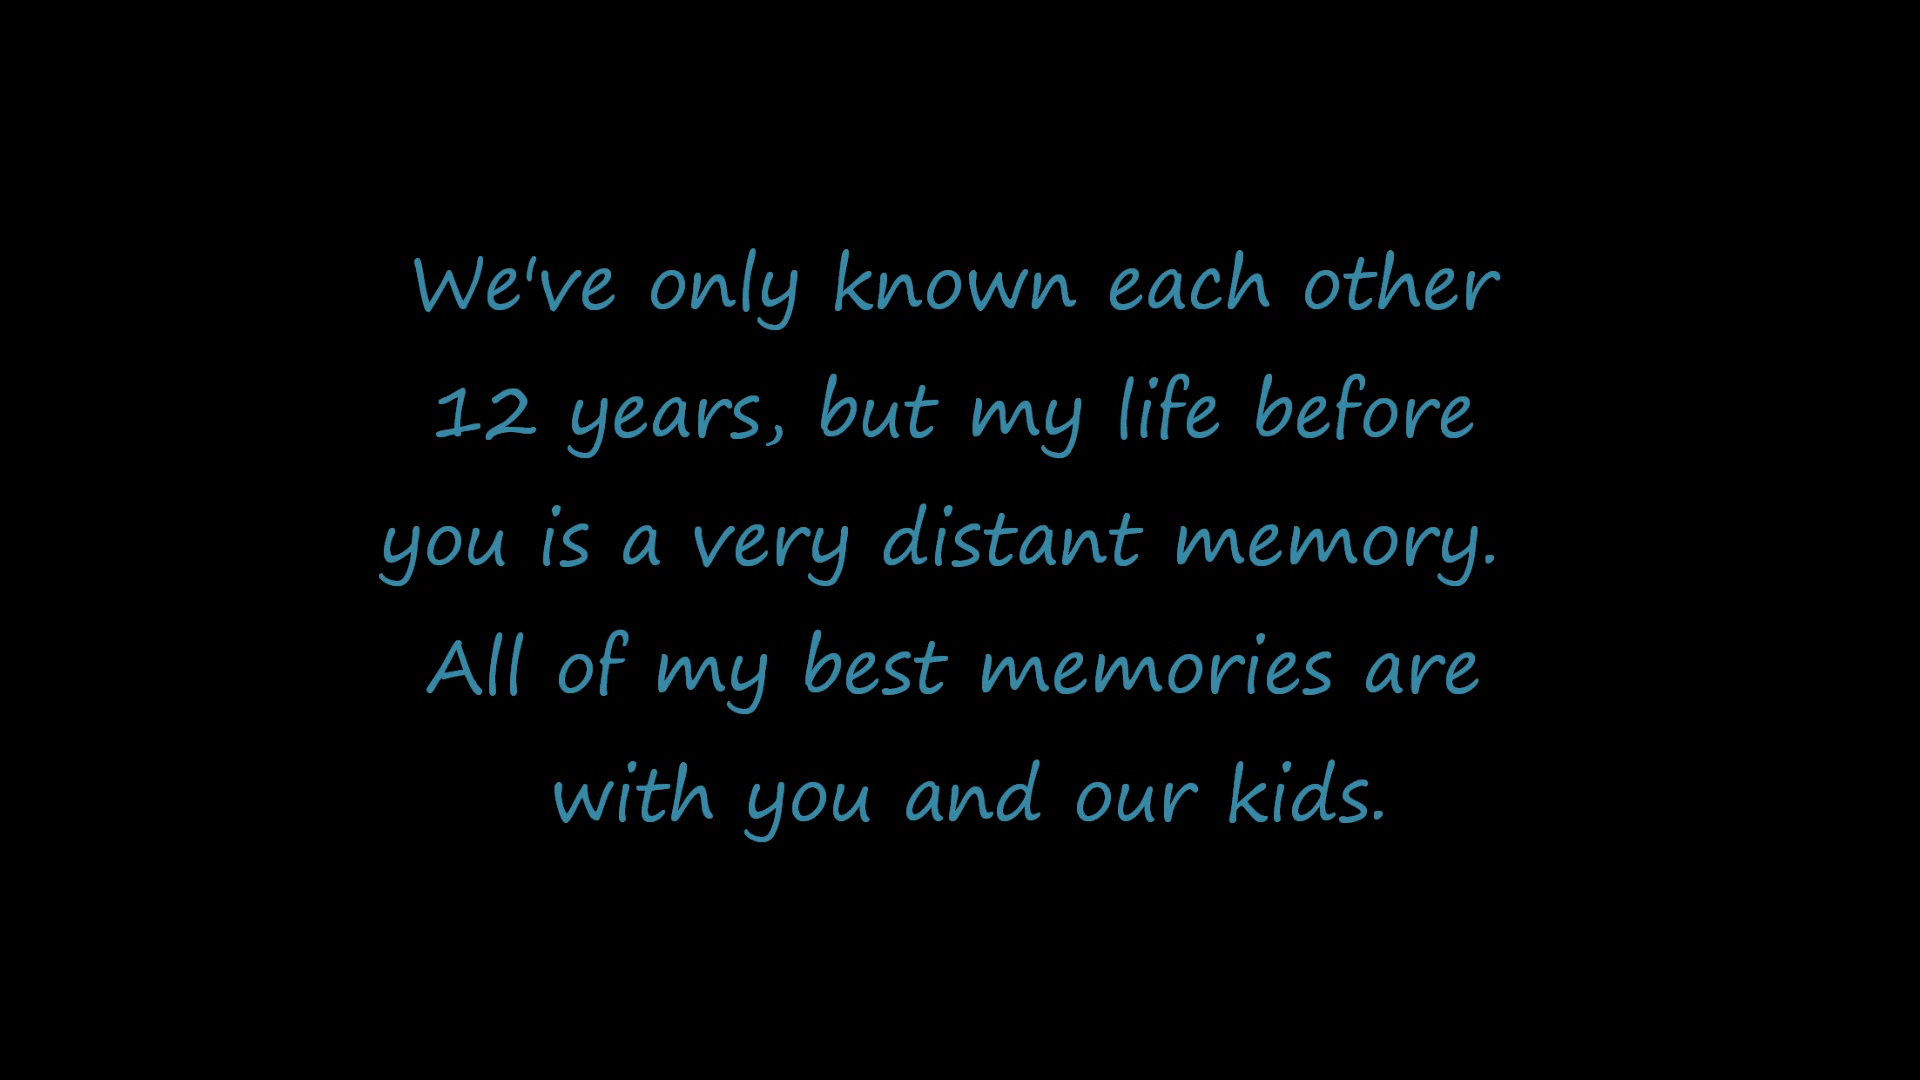 We've only known each other
12 years, but my life before
you is a very distant memory.
All of my best memories are
with you and our kids.